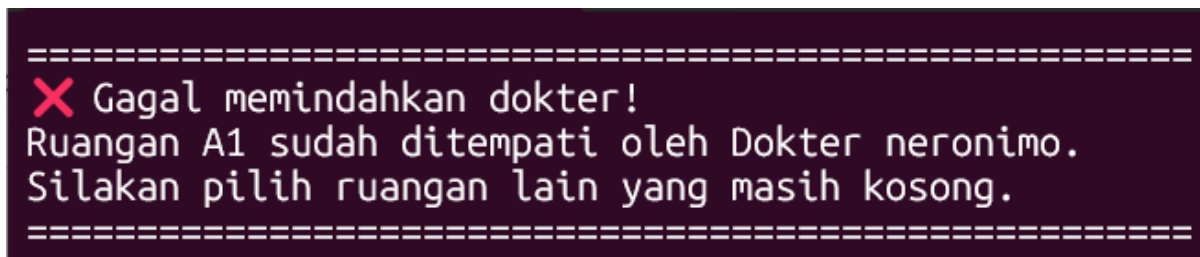 =====================================================
❌ Gagal memindahkan dokter!
Ruangan A1 sudah ditempati oleh Dokter neronimo.
Silakan pilih ruangan lain yang masih kosong.
=====================================================